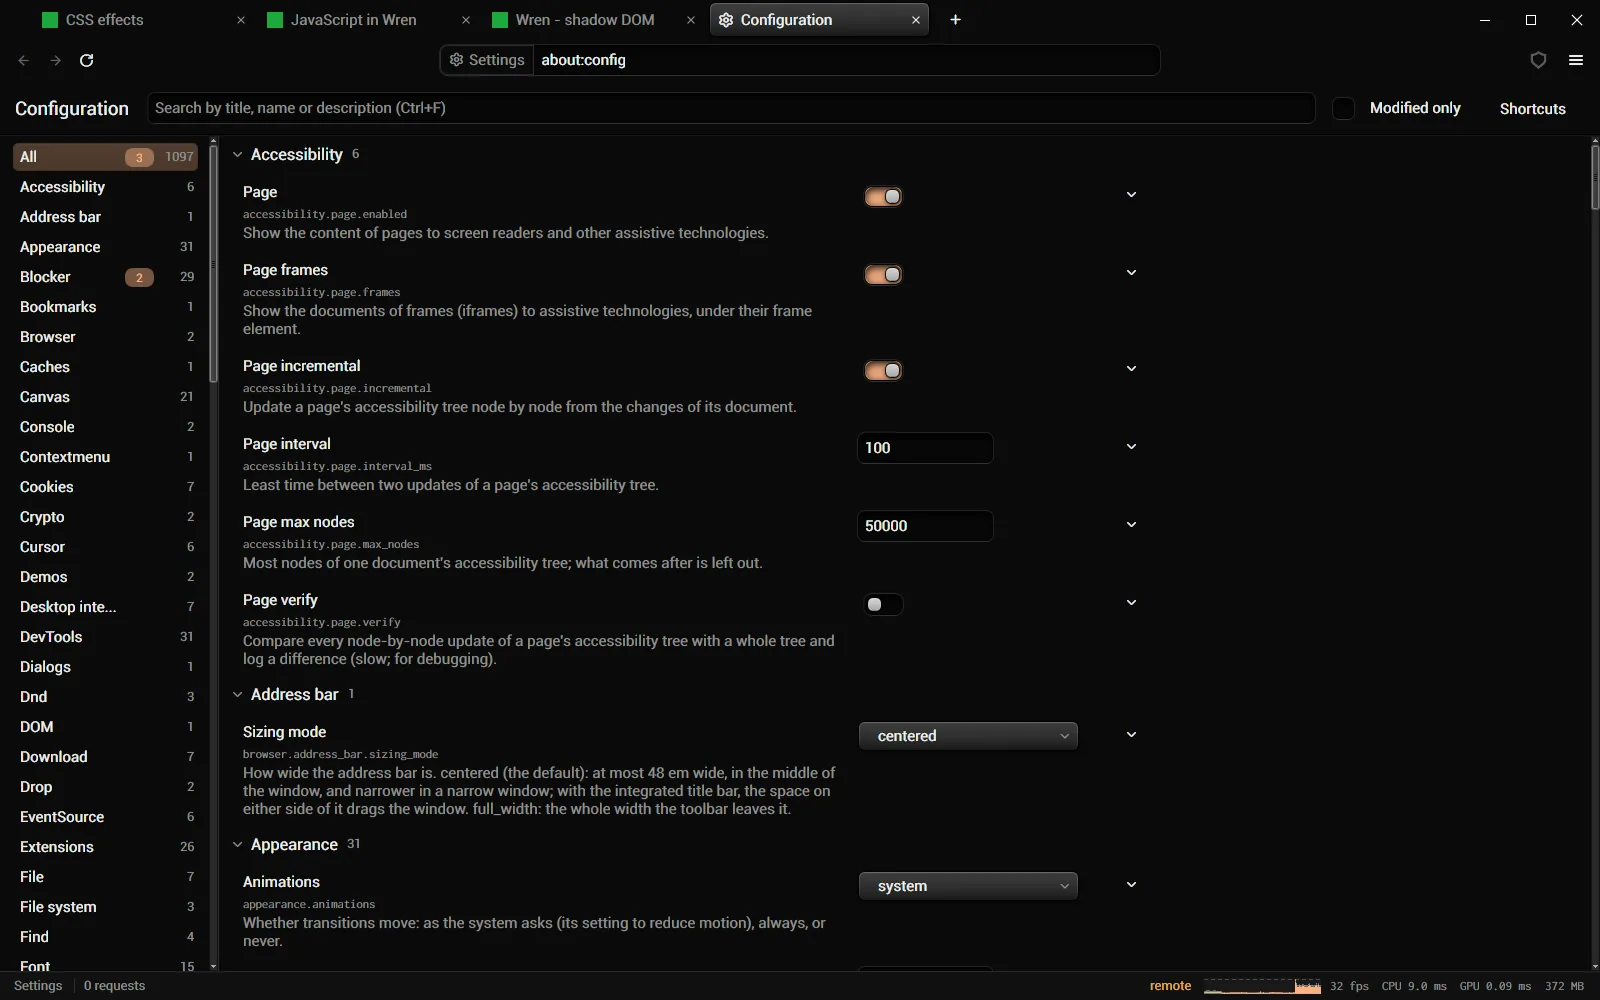 CSS effects
JavaScript in Wren
Wren - shadow DOM
Configuration
Settings
about:config
Configuration
Search by title, name or description (Ctrl+F)
Modified only
Shortcuts
All 3 1097
Accessibility 6
Address bar 1
Appearance 31
Blocker 2 29
Bookmarks 1
Browser 2
Caches 1
Canvas 21
Console 2
Contextmenu 1
Cookies 7
Crypto 2
Cursor 6
Demos 2
Desktop inte... 7
DevTools 31
Dialogs 1
Dnd 3
DOM 1
Download 7
Drop 2
EventSource 6
Extensions 26
File 7
File system 3
Find 4
Font 15
Accessibility 6
Page
accessibility.page.enabled
Show the content of pages to screen readers and other assistive technologies.
Page frames
accessibility.page.frames
Show the documents of frames (iframes) to assistive technologies, under their frame
element.
Page incremental
accessibility.page.incremental
Update a page's accessibility tree node by node from the changes of its document.
Page interval
100
accessibility.page.interval_ms
Least time between two updates of a page's accessibility tree.
Page max nodes
50000
accessibility.page.max_nodes
Most nodes of one document's accessibility tree; what comes after is left out.
Page verify
accessibility.page.verify
Compare every node-by-node update of a page's accessibility tree with a whole tree and
log a difference (slow; for debugging).
Address bar 1
Sizing mode
centered
browser.address_bar.sizing_mode
How wide the address bar is. centered (the default): at most 48 em wide, in the middle of
the window, and narrower in a narrow window; with the integrated title bar, the space on
either side of it drags the window. full_width: the whole width the toolbar leaves it.
Appearance 31
Animations
system
appearance.animations
Whether transitions move: as the system asks (its setting to reduce motion), always, or
never.
Settings
0 requests
remote
32 fps CPU 9.0 ms GPU 0.09 ms 372 MB